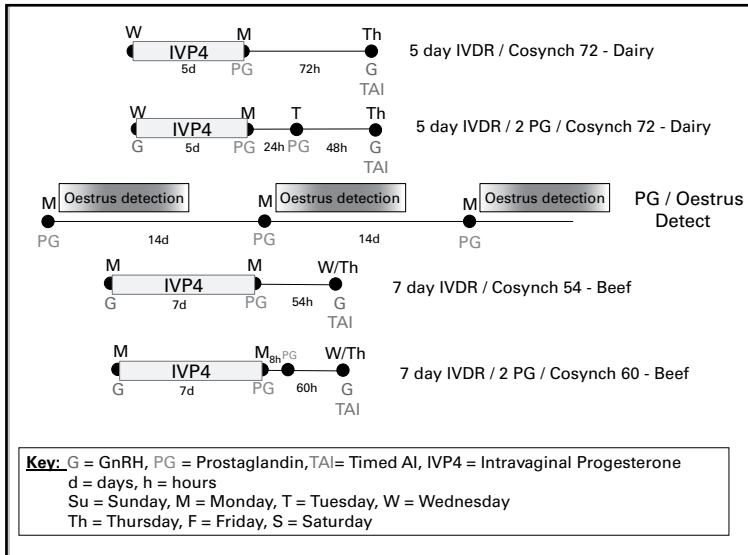 W M Th
IVP4 5 day IVDR / Cosynch 72 - Dairy
5d PG 72h G
TAI
W M T Th
IVP4 5 day IVDR / 2 PG / Cosynch 72 - Dairy
G 5d PG 24h PG 48h G
TAI
M Oestrus detection M Oestrus detection M Oestrus detection PG / Oestrus
Detect
PG 14d PG 14d PG
M M W/Th
IVP4 7 day IVDR / Cosynch 54 - Beef
G 7d PG 54h G
TAI
M M 8h PG W/Th
IVP4 7 day IVDR / 2 PG / Cosynch 60 - Beef
G 7d PG 60h G
TAI
Key: G = GnRH, PG = Prostaglandin,TAI= Timed AI, IVP4 = Intravaginal Progesterone
d = days, h = hours
Su = Sunday, M = Monday, T = Tuesday, W = Wednesday
Th = Thursday, F = Friday, S = Saturday